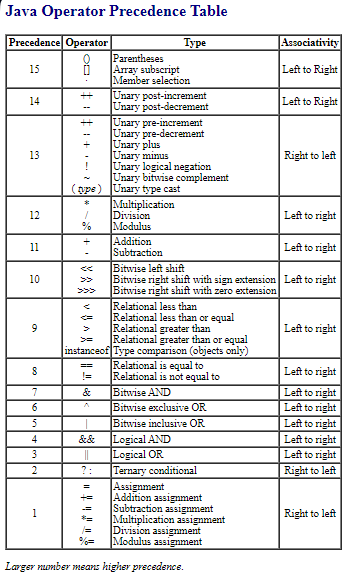 Java Operator Precedence Table
Precedence Operator Type Associativity
15 () Parentheses Left to Right
[] Array subscript
· Member selection
14 ++ Unary post-increment Left to Right
-- Unary post-decrement
13 ++ Unary pre-increment Right to left
-- Unary pre-decrement
+ Unary plus
- Unary minus
! Unary logical negation
~ Unary bitwise complement
( type ) Unary type cast
12 * Multiplication Left to right
/ Division
% Modulus
11 + Addition Left to right
- Subtraction
10 << Bitwise left shift Left to right
>> Bitwise right shift with sign extension
>>> Bitwise right shift with zero extension
9 < Relational less than Left to right
<= Relational less than or equal
> Relational greater than
>= Relational greater than or equal
instanceof Type comparison (objects only)
8 == Relational is equal to Left to right
!= Relational is not equal to
7 & Bitwise AND Left to right
6 ^ Bitwise exclusive OR Left to right
5 | Bitwise inclusive OR Left to right
4 && Logical AND Left to right
3 || Logical OR Left to right
2 ? : Ternary conditional Right to left
1 = Assignment Right to left
+= Addition assignment
-= Subtraction assignment
*= Multiplication assignment
/= Division assignment
%= Modulus assignment
Larger number means higher precedence.